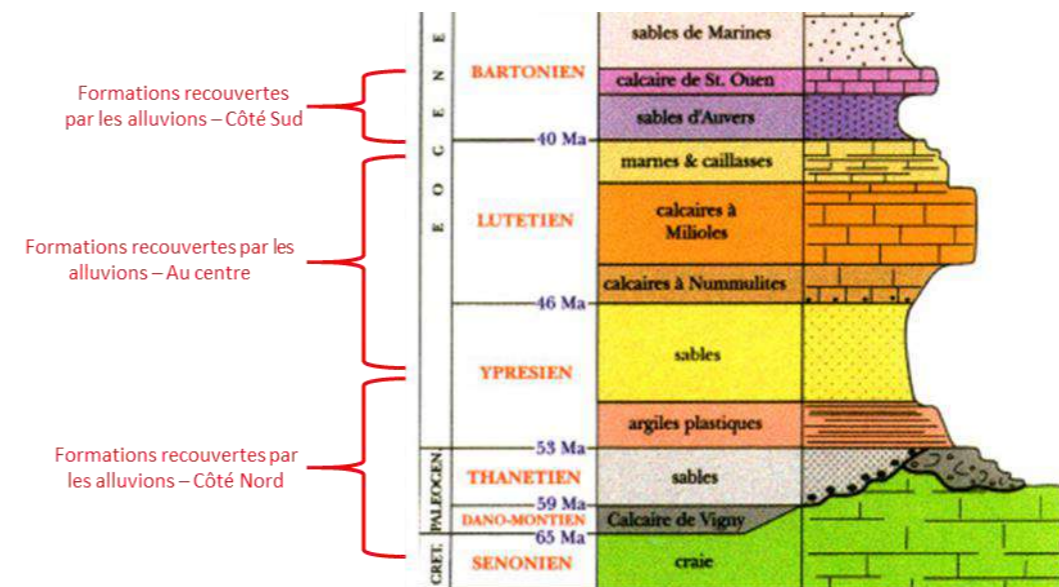 Formations recouvertes
par les alluvions – Côté Sud
Formations recouvertes par les
alluvions – Au centre
Formations recouvertes par
les alluvions – Côté Nord
EOCENE
PALEOGEN.
CRET.
BARTONIEN
40 Ma
LUTETIEN
46 Ma
YPRESIEN
53 Ma
THANETIEN
59 Ma
DANO-MONTIEN
65 Ma
SENONIEN
sables de Marines
calcaire de St. Ouen
sables d'Auvers
marnes & caillasses
calcaires à
Milioles
calcaires à Nummulites
sables
argiles plastiques
sables
Calcaire de Vigny
craie